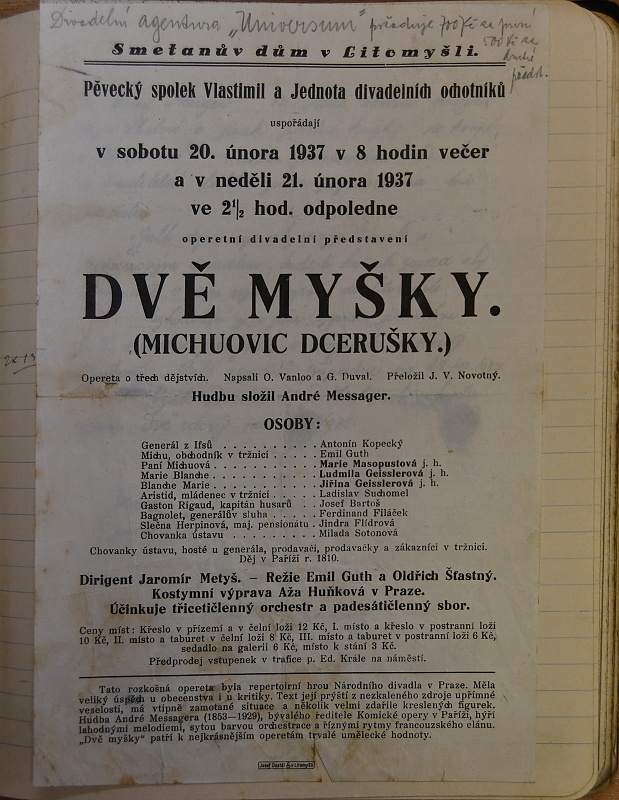 Divadelní agentura „Universum" 700 Kč za první
500 Kč za
druhé
předst.
Smetanův dům v Litomyšli.
Pěvecký spolek Vlastimil a Jednota divadelních ochotníků
uspořádají
v sobotu 20. února 1937 v 8 hodin večer
a v neděli 21. února 1937
ve 2½ hod. odpoledne
operetní divadelní představení
DVĚ MYŠKY.
(MICHUOVIC DCERUŠKY.)
Opereta o třech dějstvích. Napsali O. Vanloo a G. Duval. Přeložil J. V. Novotný.
Hudbu složil André Messager.
OSOBY:
Generál z Ifsů . . . . . . . . . . Antonín Kopecký
Michu, obchodník v tržnici . . . . . Emil Guth
Paní Michuová . . . . . . . . . . Marie Masopustová j. h.
Marie Blanche . . . . . . . . . . Ludmila Geisslerová j. h.
Blanche Marie . . . . . . . . . . Jiřina Geisslerová j. h.
Aristid, mládenec v tržnici . . . . . Ladislav Suchomel
Gaston Rigaud, kapitán husarů . . Josef Bartoš
Bagnolet, generálův sluha . . . . . Ferdinand Filáček
Slečna Herpinová, maj. pensionátu . Jindra Flídrová
Chovanka ústavu . . . . . . . . . Milada Sotonová
Chovanky ústavu, hosté u generála, prodavači, prodavačky a zákazníci v tržnici.
Děj v Paříži r. 1810.
Dirigent Jaromír Metyš. – Režie Emil Guth a Oldřich Šťastný.
Kostymní výprava Aža Huňková v Praze.
Účinkuje třicetičlenný orchestr a padesátičlenný sbor.
Ceny míst: Křeslo v přízemí a v čelní loži 12 Kč, I. místo a křeslo v postranní loži
10 Kč, II. místo a taburet v čelní loži 8 Kč, III. místo a taburet v postranní loži 6 Kč,
sedadlo na galerii 6 Kč, místo k stání 3 Kč.
Předprodej vstupenek v trafice p. Ed. Krále na náměstí.
Tato rozkošná opereta byla repertoirní hrou Národního divadla v Praze. Měla
veliký úspěch u obecenstva i u kritiky. Text její prýští z nezkaleného zdroje upřímné
veselosti, má vtipně zamotané situace a několik velmi zdařile kreslených figurek.
Hudba André Messagera (1853—1929), bývalého ředitele Komické opery v Paříži, hýří
lahodnými melodiemi, sytou barvou orchestrace a říznými rytmy francouzského elánu.
„Dvě myšky" patří k nejkrásnějším operetám trvalé umělecké hodnoty.